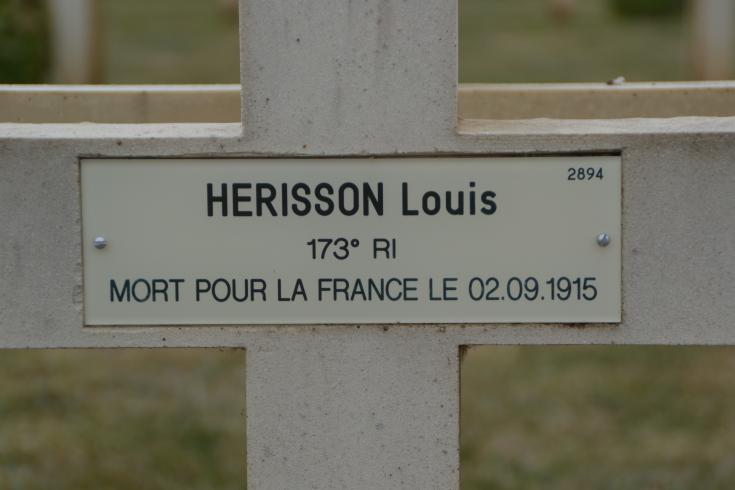 2894
HERISSON Louis
173° RI
MORT POUR LA FRANCE LE 02.09.1915